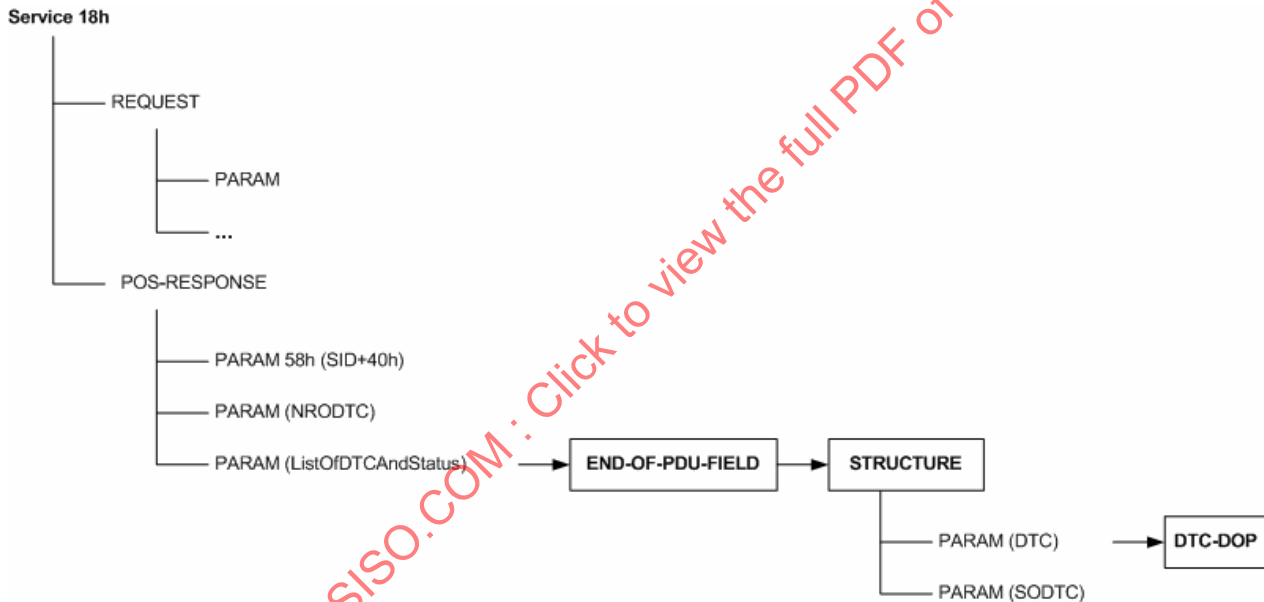 Service 18h
REQUEST
PARAM
...
POS-RESPONSE
PARAM 58h (SID+40h)
PARAM (NRODTC)
PARAM (ListOfDTCAndStatus)
END-OF-PDU-FIELD
STRUCTURE
PARAM (DTC)
DTC-DOP
PARAM (SODTC)
SISO.COM : Click to view the full PDF of